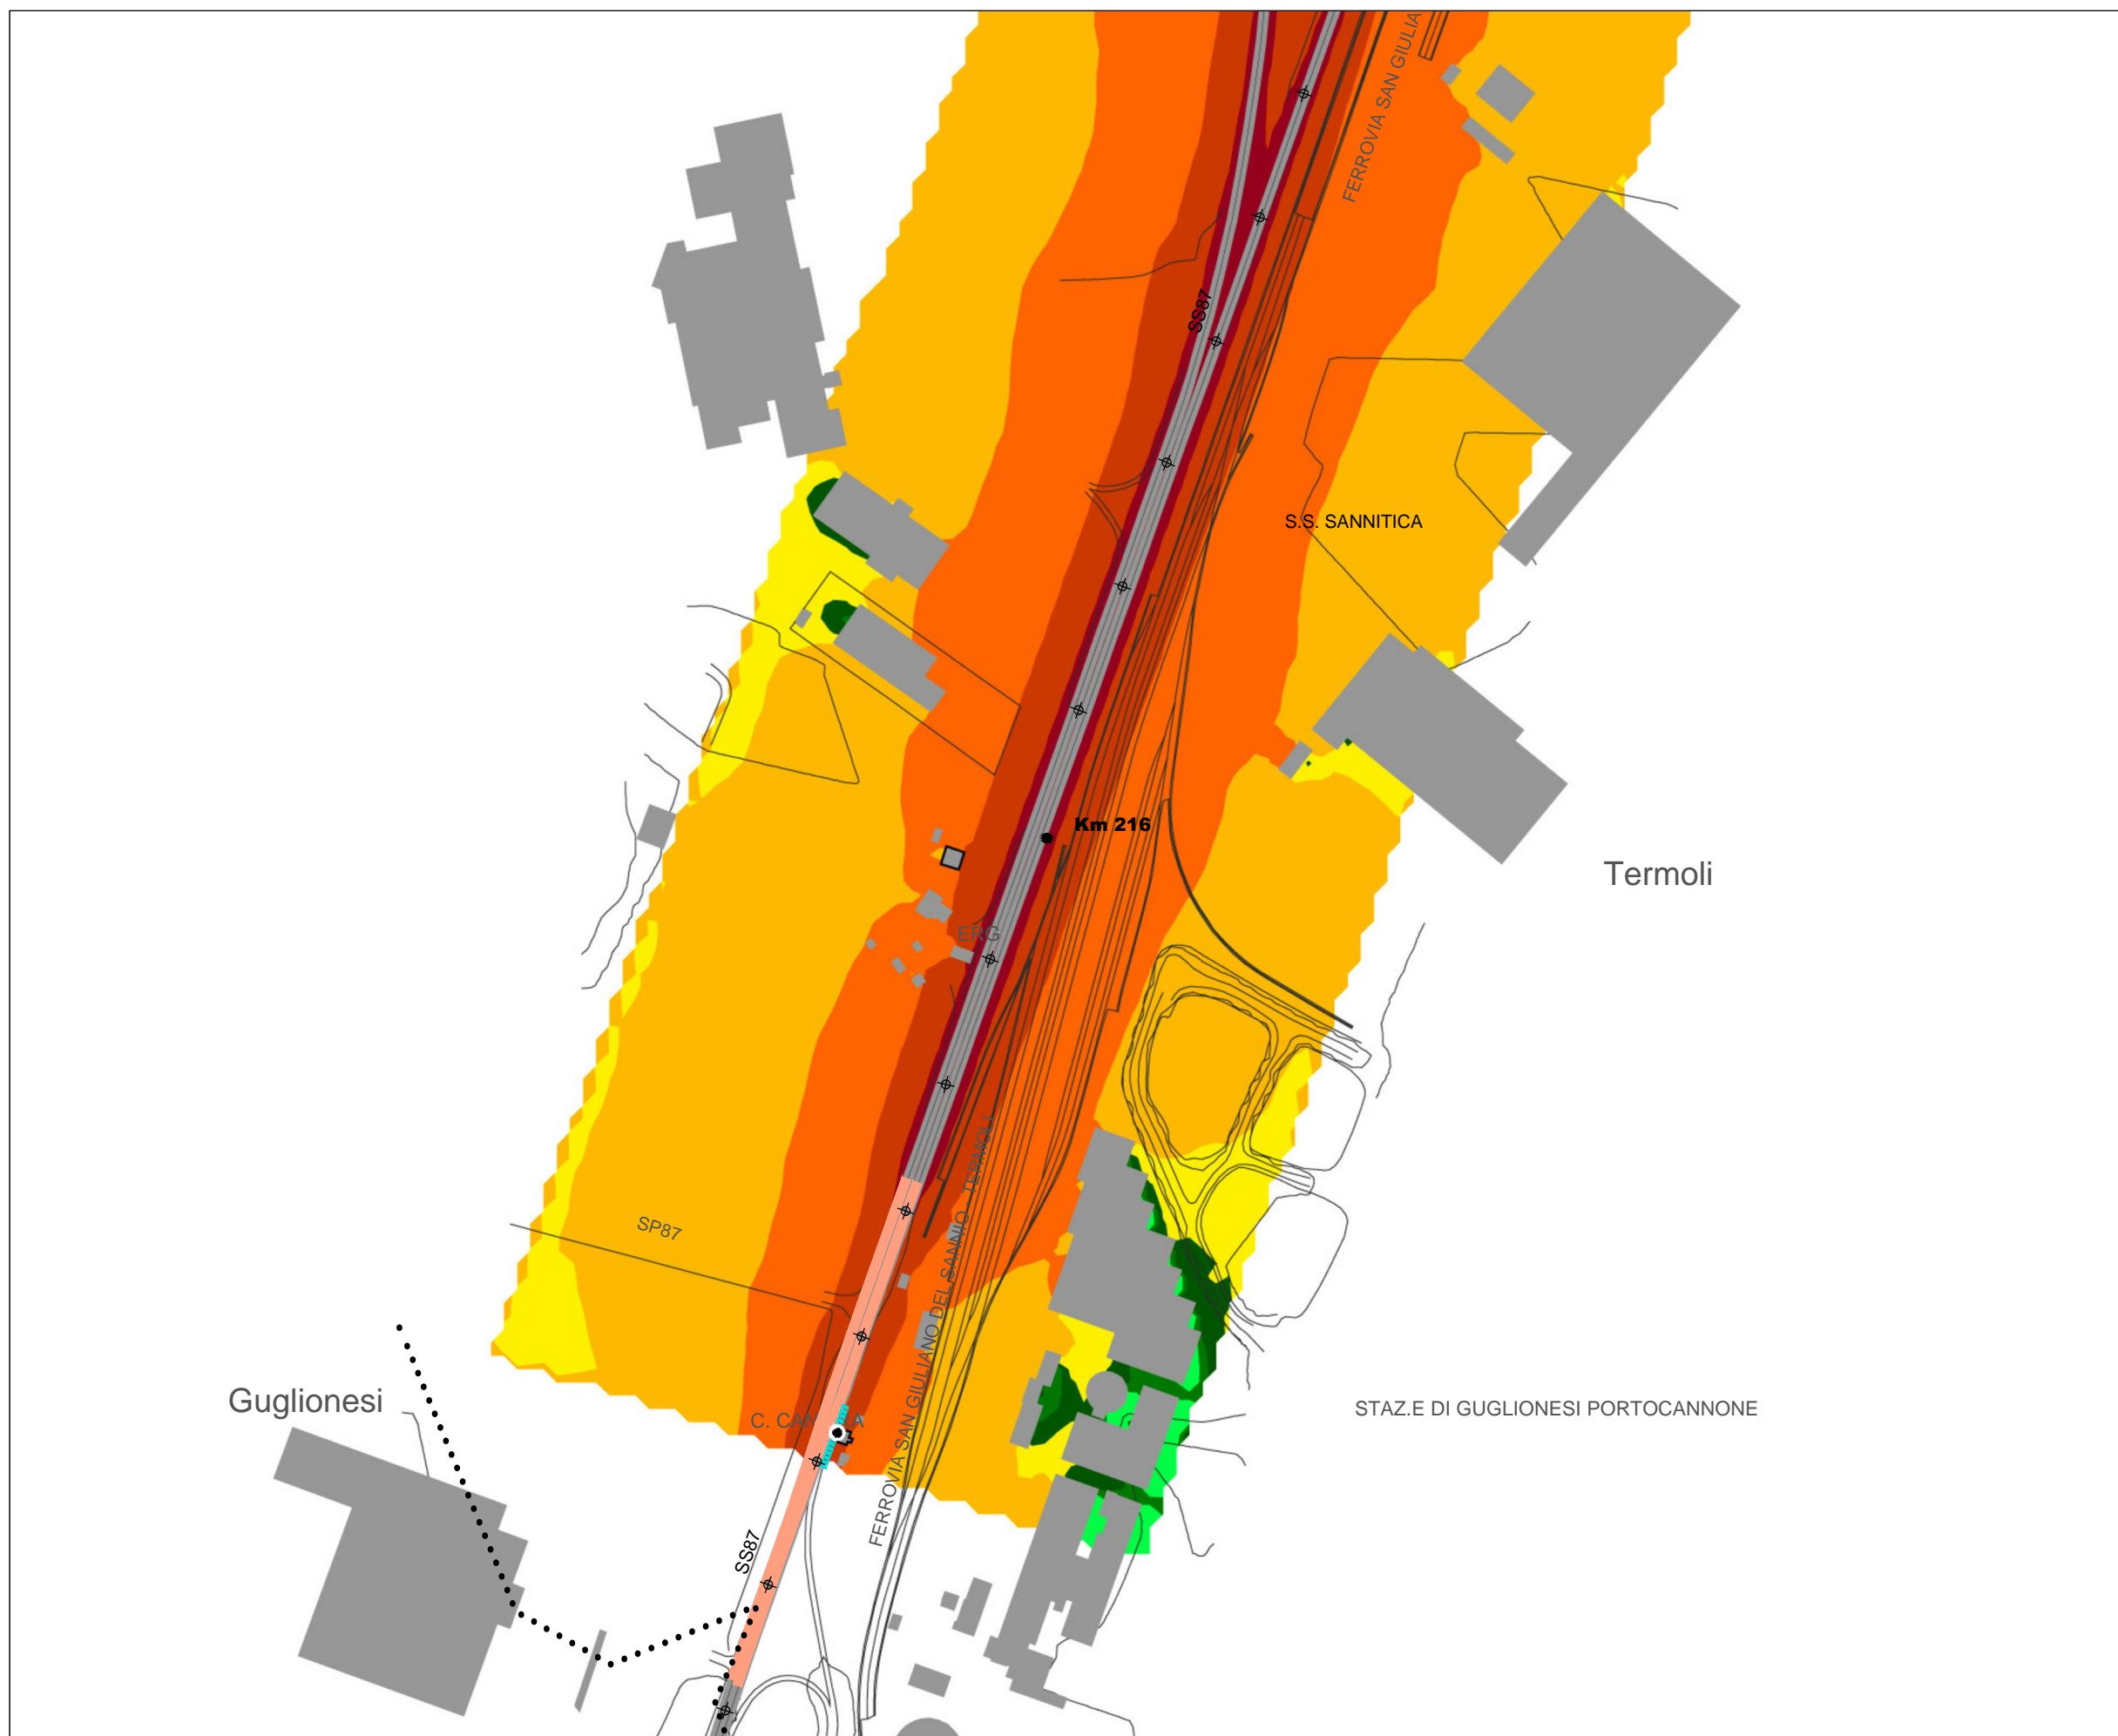 FERROVIA SAN GIULIA
SS87
S.S. SANNITICA
Km 216
Termoli
ERG
SP87
FERROVIA SAN GIULIANO DEL SANNIO TERMOLI
Guglionesi
C. CAN A
STAZ.E DI GUGLIONESI PORTOCANNONE
SS87